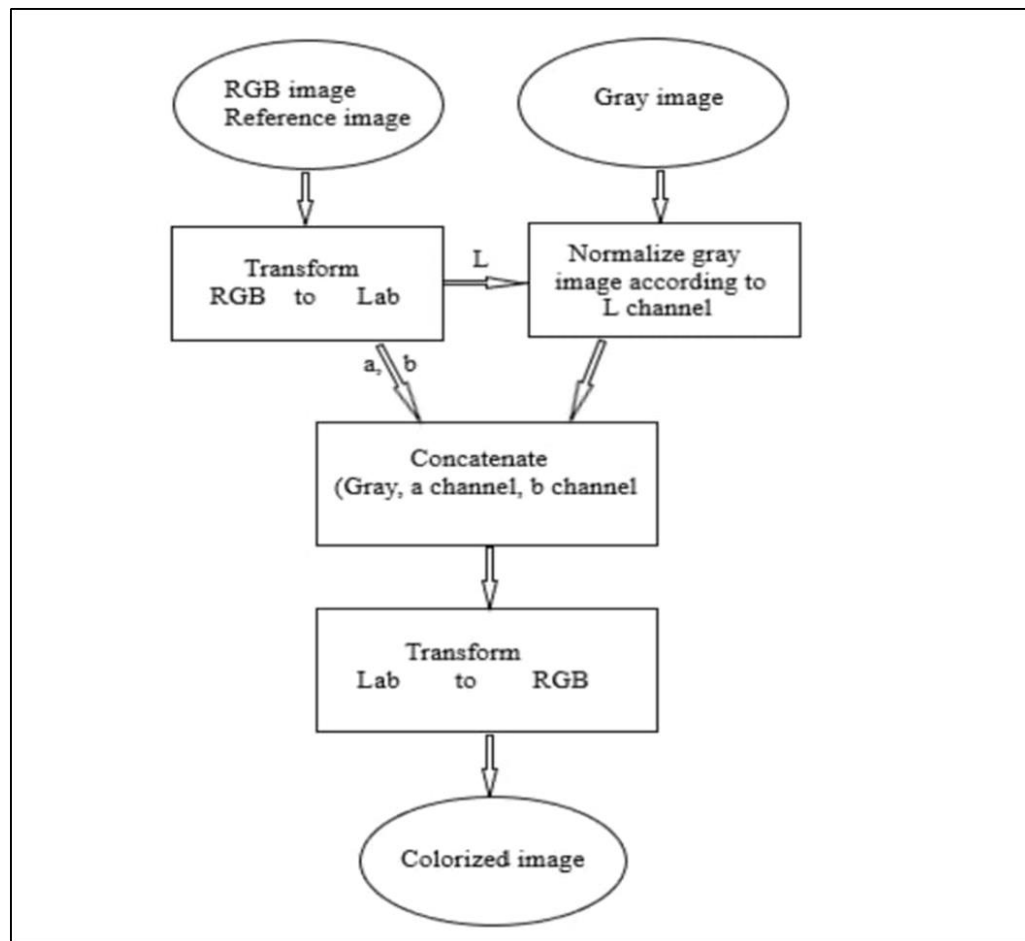 RGB image
Reference image
Gray image
Transform
RGB to Lab
L
Normalize gray
image according to
L channel
a, b
Concatenate
(Gray, a channel, b channel
Transform
Lab to RGB
Colorized image